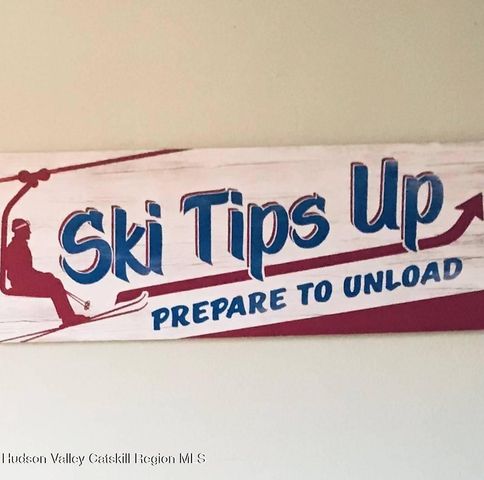 Ski Tips Up
PREPARE TO UNLOAD
Hudson Valley Catskill Region MLS